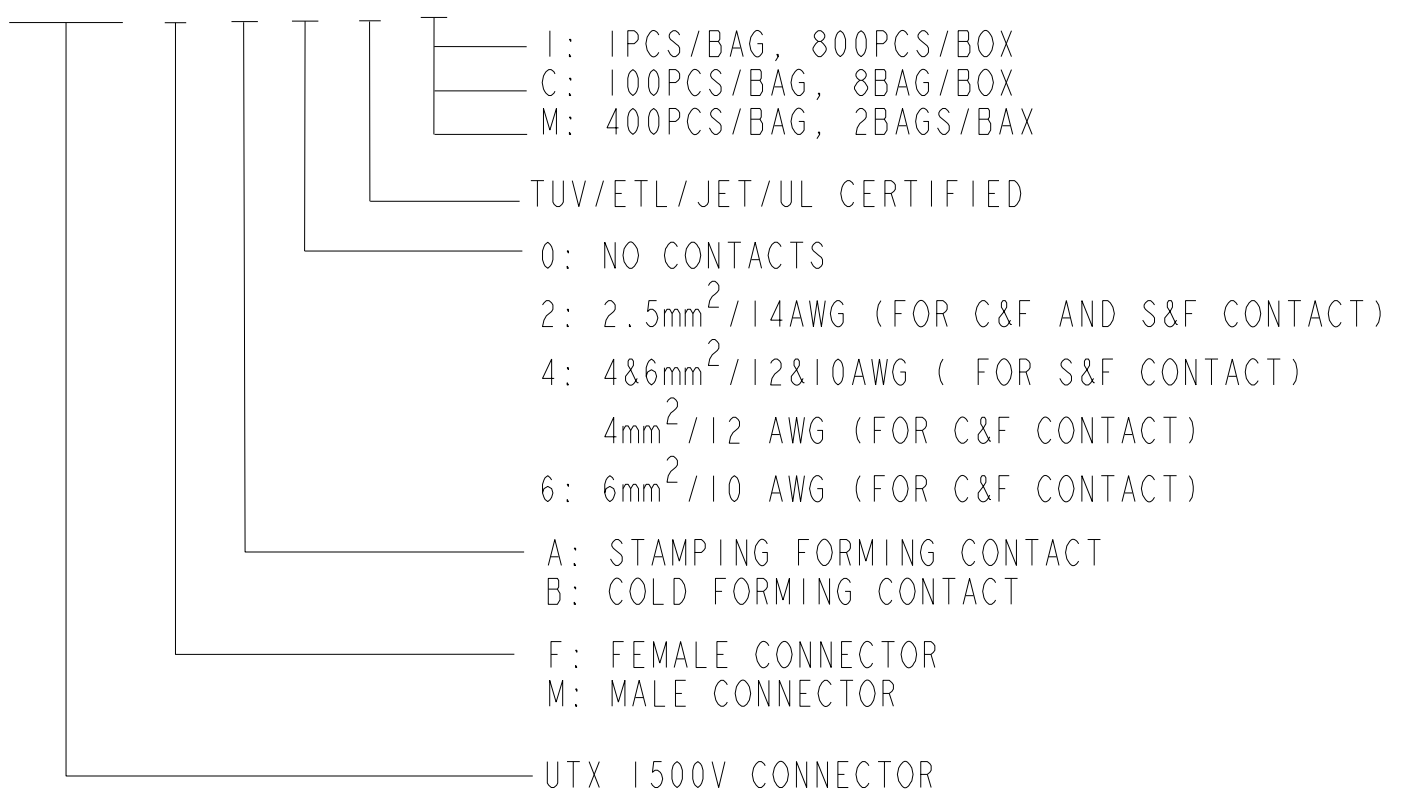 1: 1PCS/BAG, 800PCS/BOX
C: 100PCS/BAG, 8BAG/BOX
M: 400PCS/BAG, 2BAGS/BAX
TUV/ETL/JET/UL CERTIFIED
0: NO CONTACTS
2: 2.5mm²/14AWG (FOR C&F AND S&F CONTACT)
4: 4&6mm²/12&10AWG ( FOR S&F CONTACT)
4mm²/12 AWG (FOR C&F CONTACT)
6: 6mm²/10 AWG (FOR C&F CONTACT)
A: STAMPING FORMING CONTACT
B: COLD FORMING CONTACT
F: FEMALE CONNECTOR
M: MALE CONNECTOR
UTX 1500V CONNECTOR